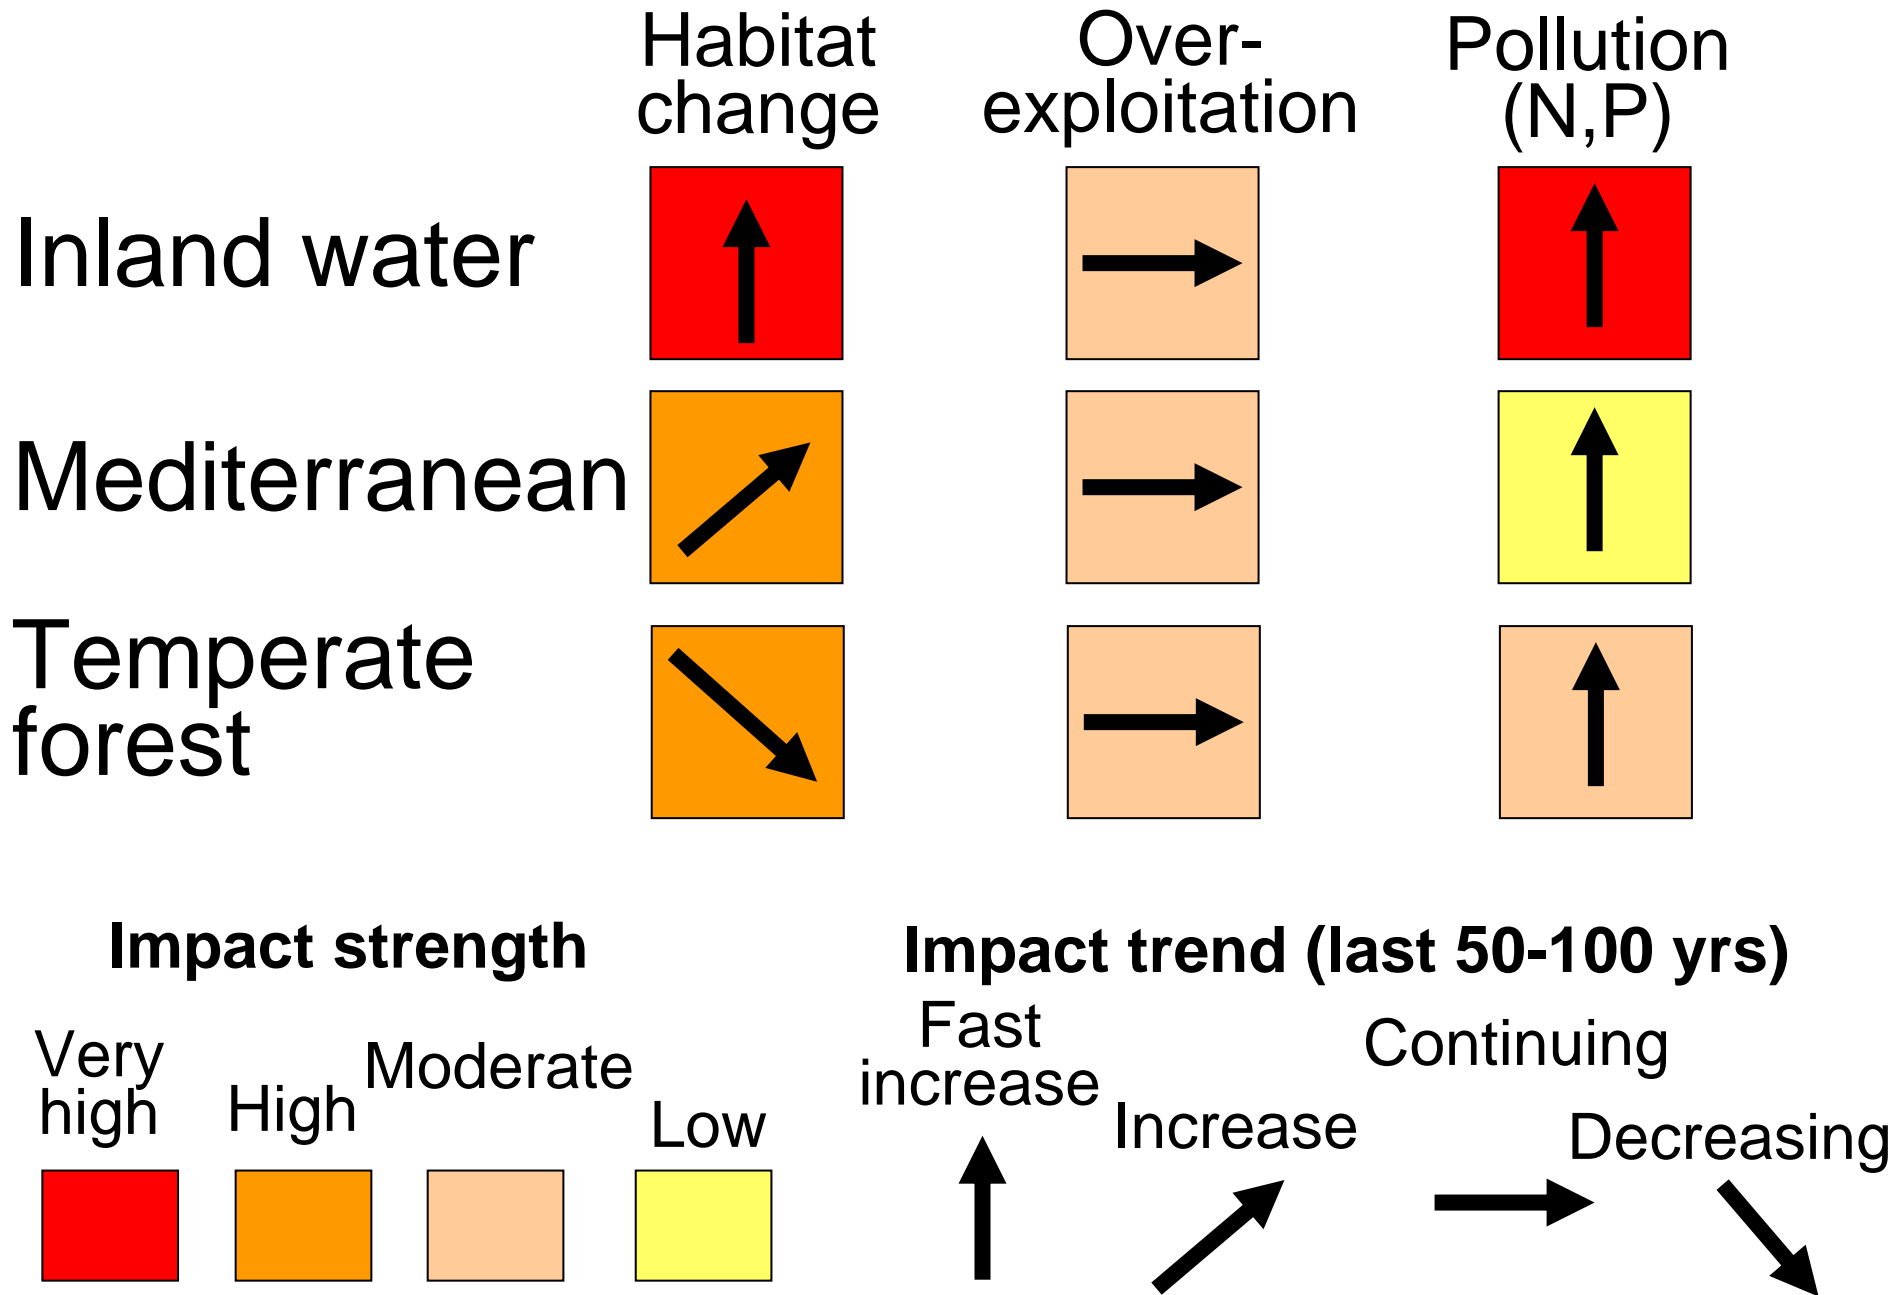 Habitat
change
Over-
exploitation
Pollution
(N,P)
Inland water
Mediterranean
Temperate
forest
Impact strength
Impact trend (last 50-100 yrs)
Very
high
High
Moderate
Low
Fast
increase
Increase
Continuing
Decreasing